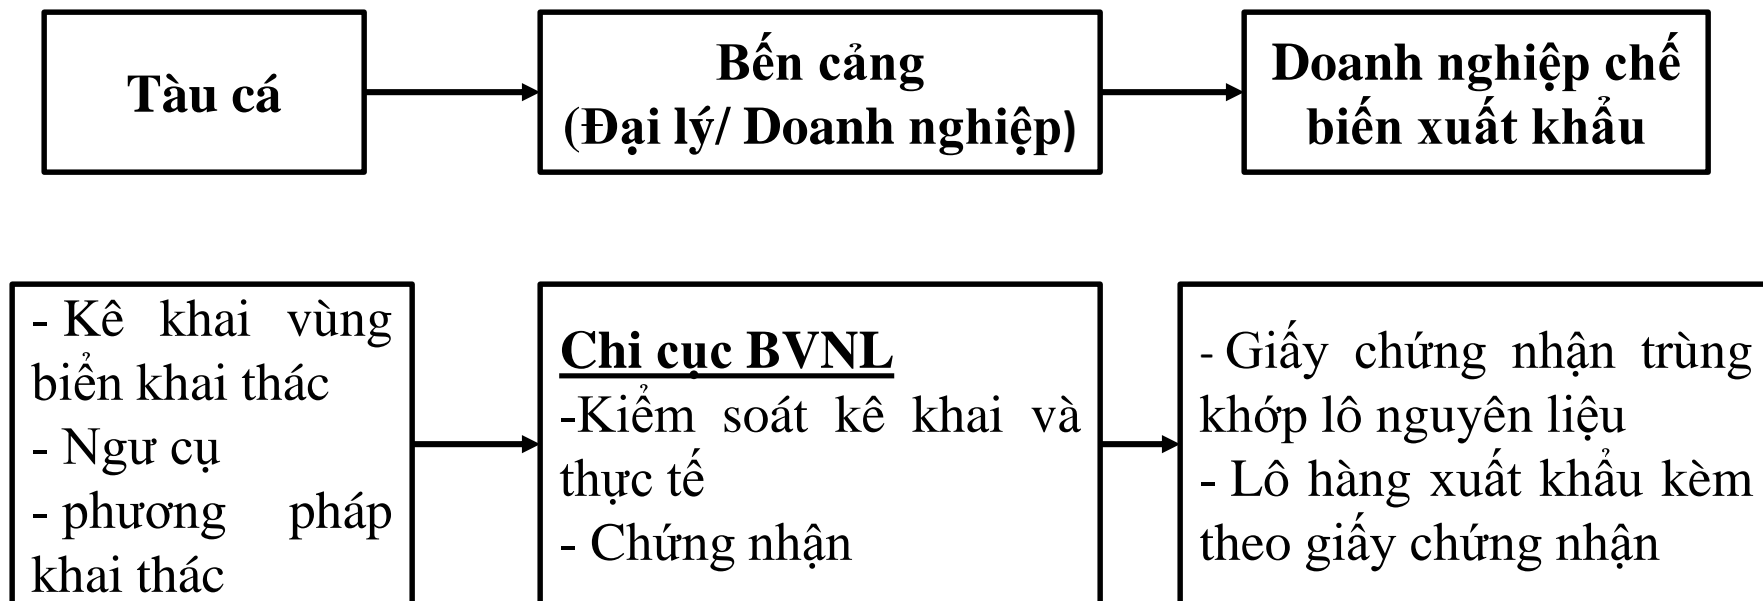 Tàu cá
Bến cảng
(Đại lý/ Doanh nghiệp)
Doanh nghiệp chế
biến xuất khẩu
- Kê khai vùng
biển khai thác
- Ngư cụ
- phương pháp
khai thác
Chi cục BVNL
-Kiểm soát kê khai và
thực tế
- Chứng nhận
- Giấy chứng nhận trùng
khớp lô nguyên liệu
- Lô hàng xuất khẩu kèm
theo giấy chứng nhận